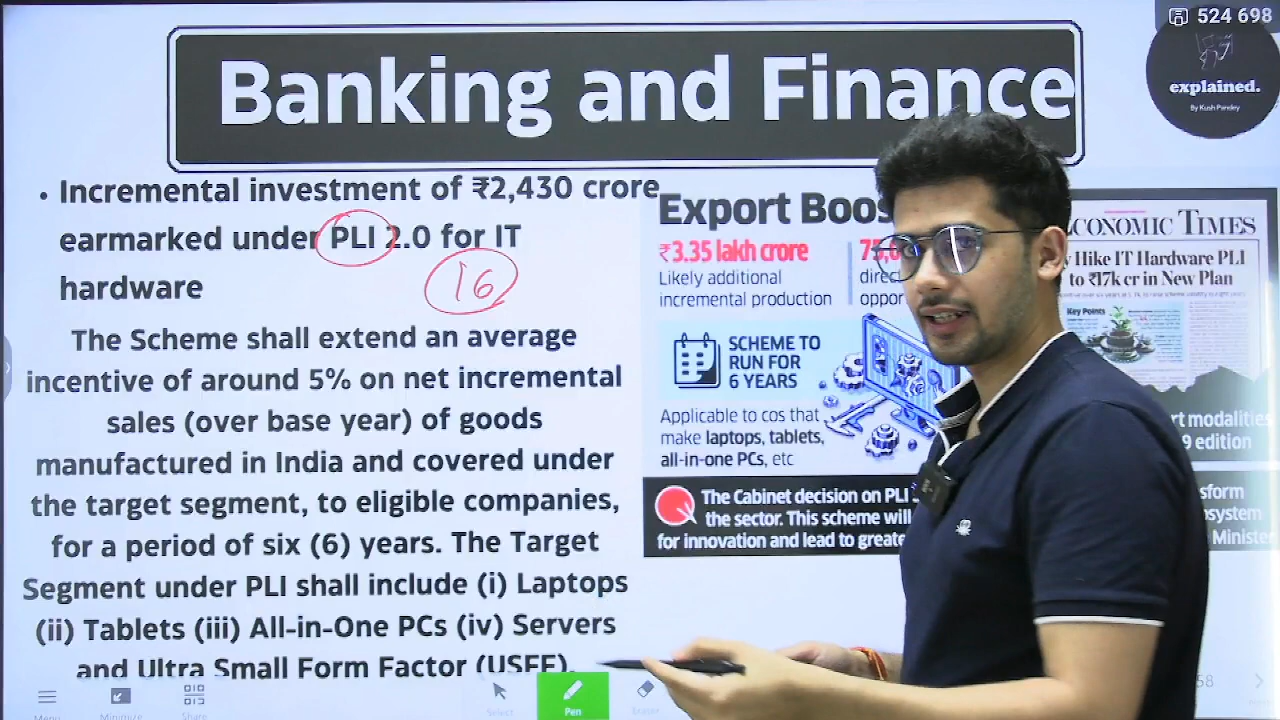 524 698
Banking and Finance
explained.
By Kush Pandey
• Incremental investment of ₹2,430 crore
earmarked under PLI 2.0 for IT
hardware
16
The Scheme shall extend an average
incentive of around 5% on net incremental
sales (over base year) of goods
manufactured in India and covered under
the target segment, to eligible companies,
for a period of six (6) years. The Target
Segment under PLI shall include (i) Laptops
(ii) Tablets (iii) All-in-One PCs (iv) Servers
and Ultra Small Form Factor (USFF).
Export Boos
₹3.35 lakh crore
Likely additional
incremental production
75,0
direc
oppor
SCHEME TO
RUN FOR
6 YEARS
Applicable to cos that
make laptops, tablets,
all-in-one PCs, etc
The Cabinet decision on PLI
the sector. This scheme will
for innovation and lead to greate
ECONOMIC TIMES
Hike IT Hardware PLI
to ₹17k cr in New Plan
Key Points
rt modalities
9 edition
sform
system
Minister
Menu
Minimize
Share
Select
Pen
Eraser
58